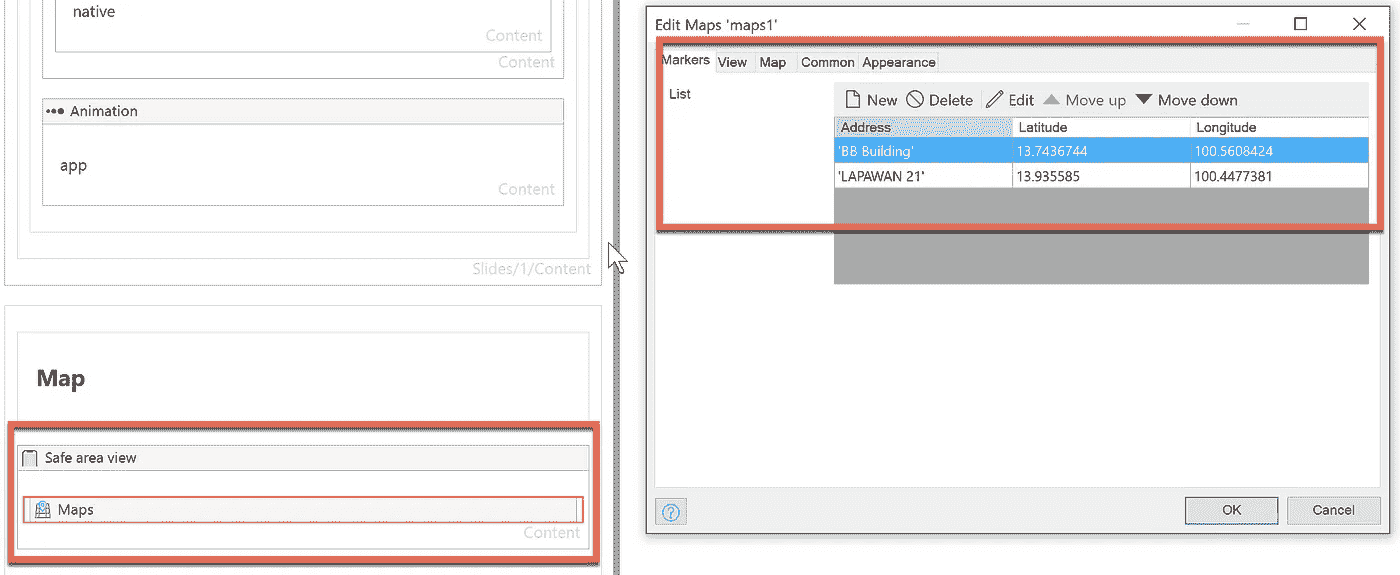 native
Content
Content
Animation
app
Content
Slides/1/Content
Map
Safe area view
Maps
Content
Edit Maps 'maps1'
Markers View Map Common Appearance
List
New Delete Edit Move up Move down
Address Latitude Longitude
'BB Building' 13.7436744 100.5608424
'LAPAWAN 21' 13.935585 100.4477381
?
OK Cancel